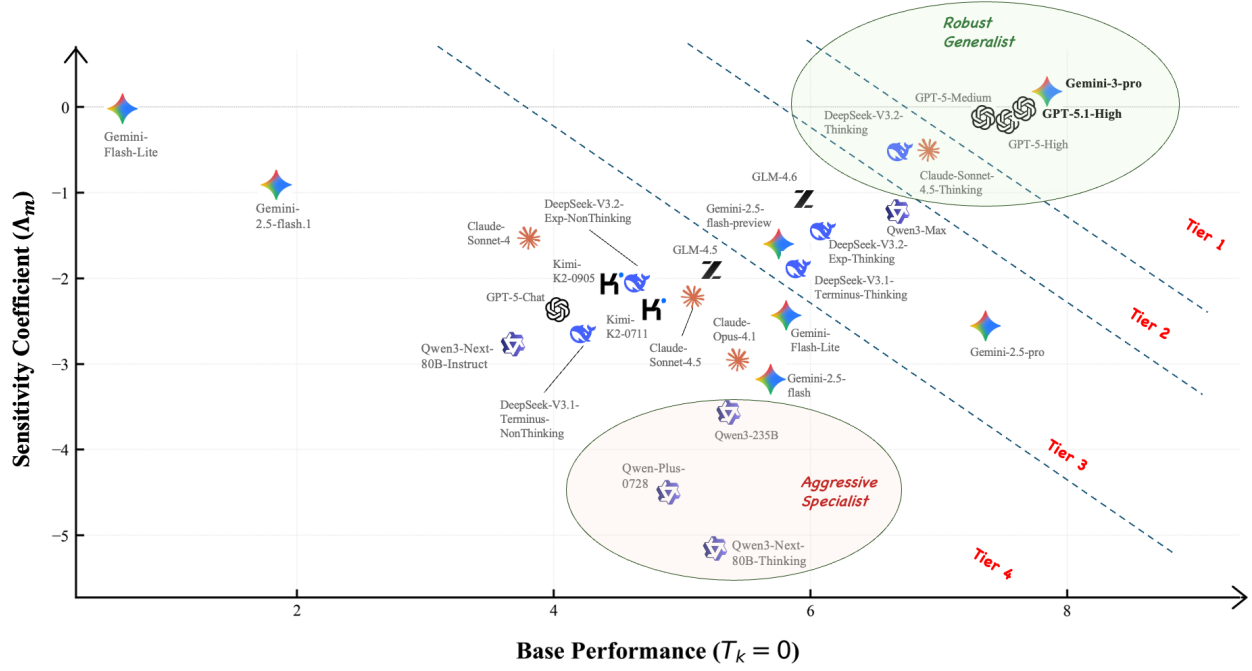 Robust
Generalist
Gemini-3-pro
GPT-5-Medium
GPT-5.1-High
DeepSeek-V3.2-
Thinking
GPT-5-High
Claude-Sonnet-
4.5-Thinking
0
Gemini-
Flash-Lite
−1
Gemini-
2.5-flash.1
GLM-4.6
DeepSeek-V3.2-
Exp-NonThinking
Gemini-2.5-
flash-preview
Claude-
Sonnet-4
Qwen3-Max
Tier 1
DeepSeek-V3.2-
Exp-Thinking
GLM-4.5
Kimi-
K2-0905
−2
DeepSeek-V3.1-
Terminus-Thinking
GPT-5-Chat
Kimi-
K2-0711
Tier 2
Claude-
Opus-4.1
Gemini-
Flash-Lite
Qwen3-Next-
80B-Instruct
Claude-
Sonnet-4.5
Gemini-2.5-pro
−3
Gemini-2.5-
flash
DeepSeek-V3.1-
Terminus-
NonThinking
Qwen3-235B
−4
Tier 3
Qwen-Plus-
0728
Aggressive
Specialist
−5
Qwen3-Next-
80B-Thinking
Tier 4
Sensitivity Coefficient (Λm)
2
4
6
8
Base Performance (Tk = 0)